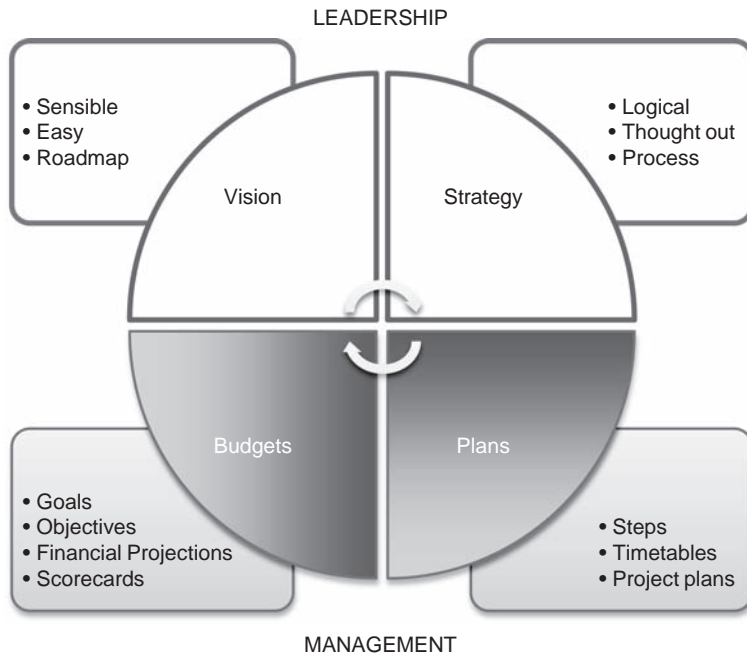 LEADERSHIP
• Sensible
• Easy
• Roadmap
• Logical
• Thought out
• Process
Vision
Strategy
Budgets
Plans
• Goals
• Objectives
• Financial Projections
• Scorecards
• Steps
• Timetables
• Project plans
MANAGEMENT